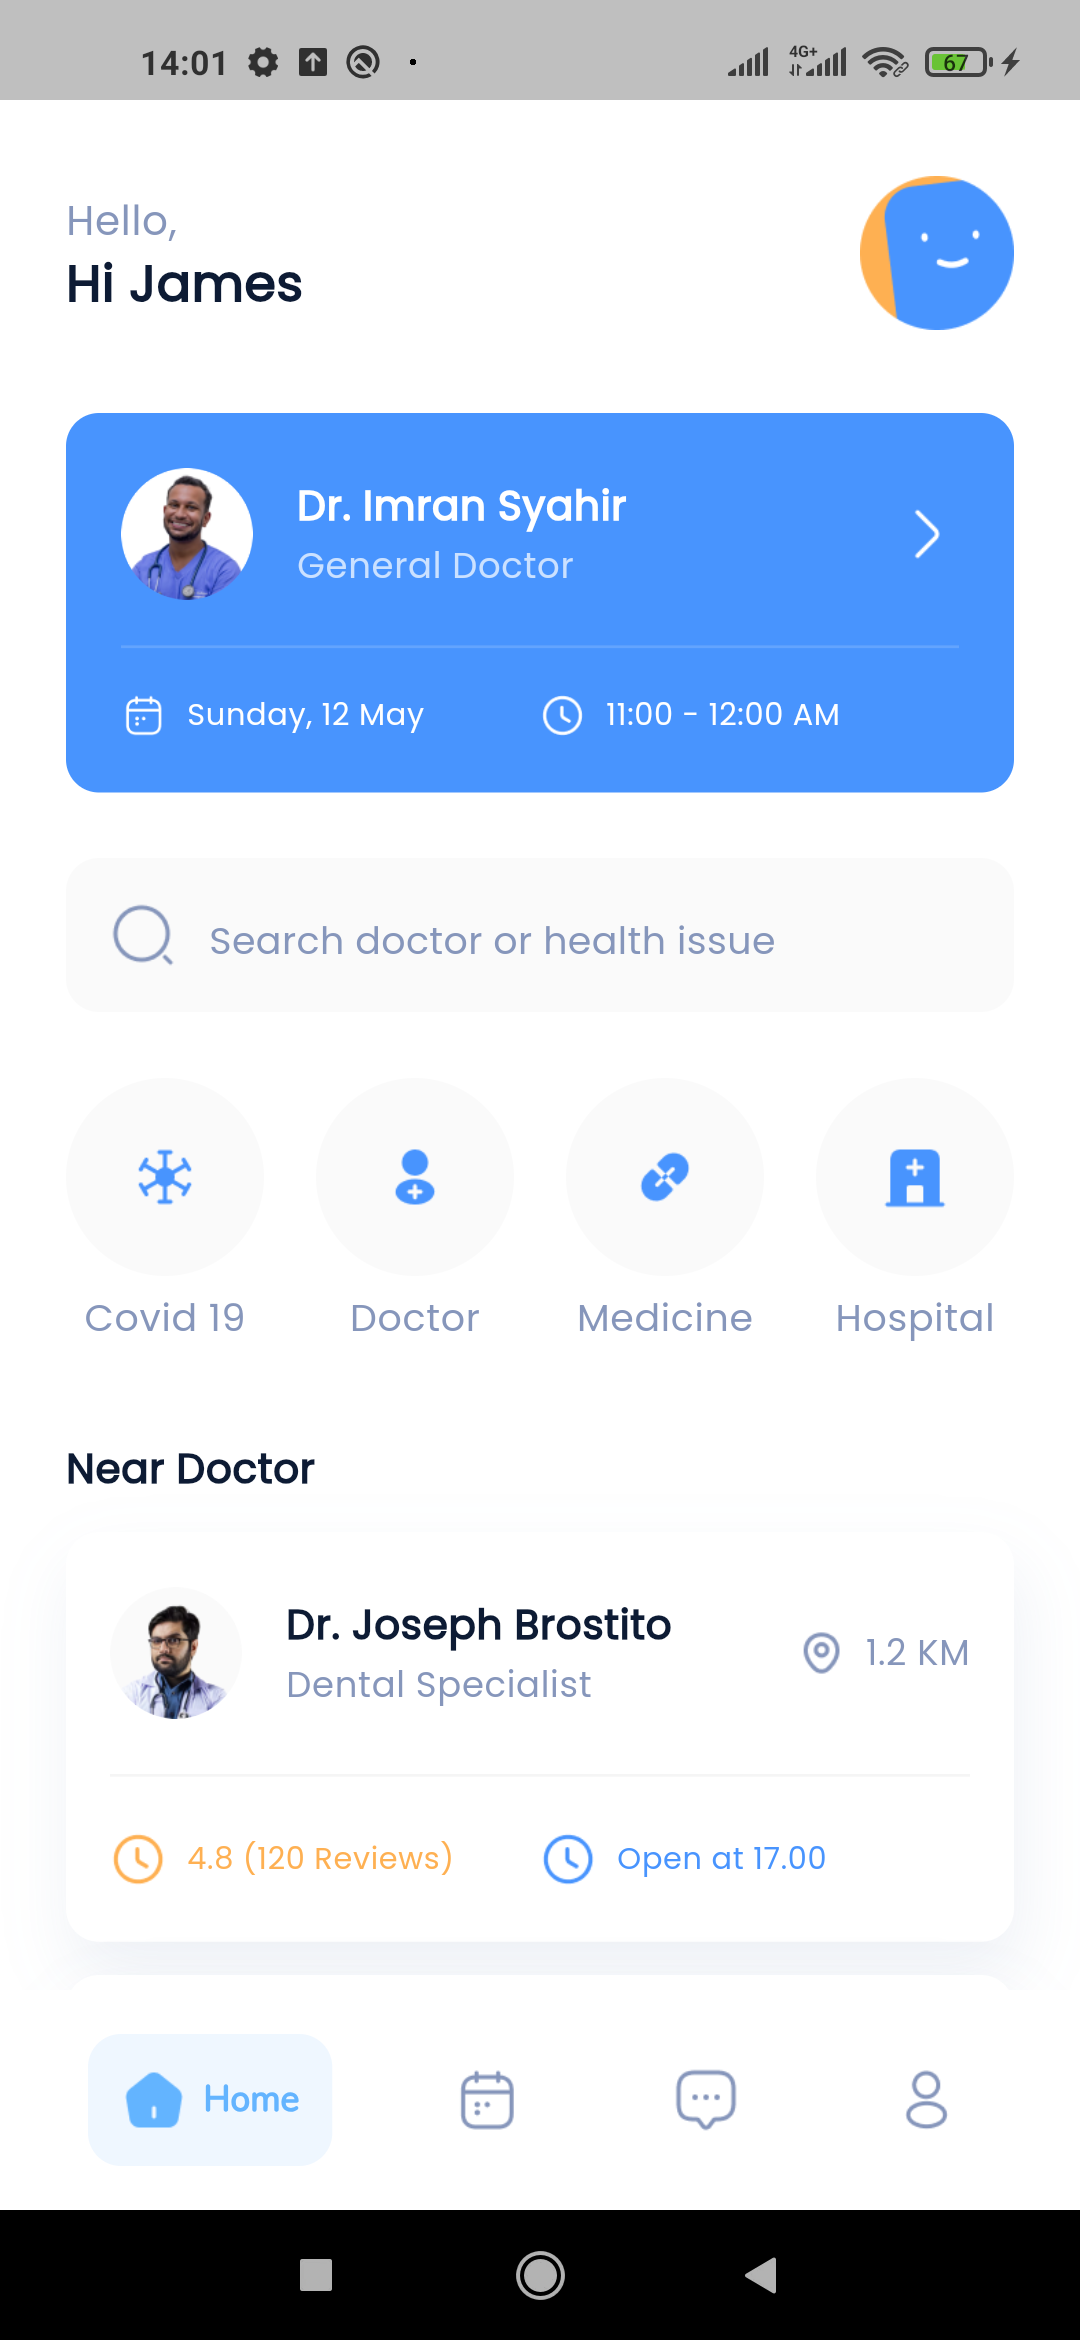 14:01
4G+
67
Hello,
Hi James
Dr. Imran Syahir
General Doctor
Sunday, 12 May
11:00 - 12:00 AM
Search doctor or health issue
Covid 19
Doctor
Medicine
Hospital
Near Doctor
Dr. Joseph Brostito
Dental Specialist
1.2 KM
4.8 (120 Reviews)
Open at 17.00
Home